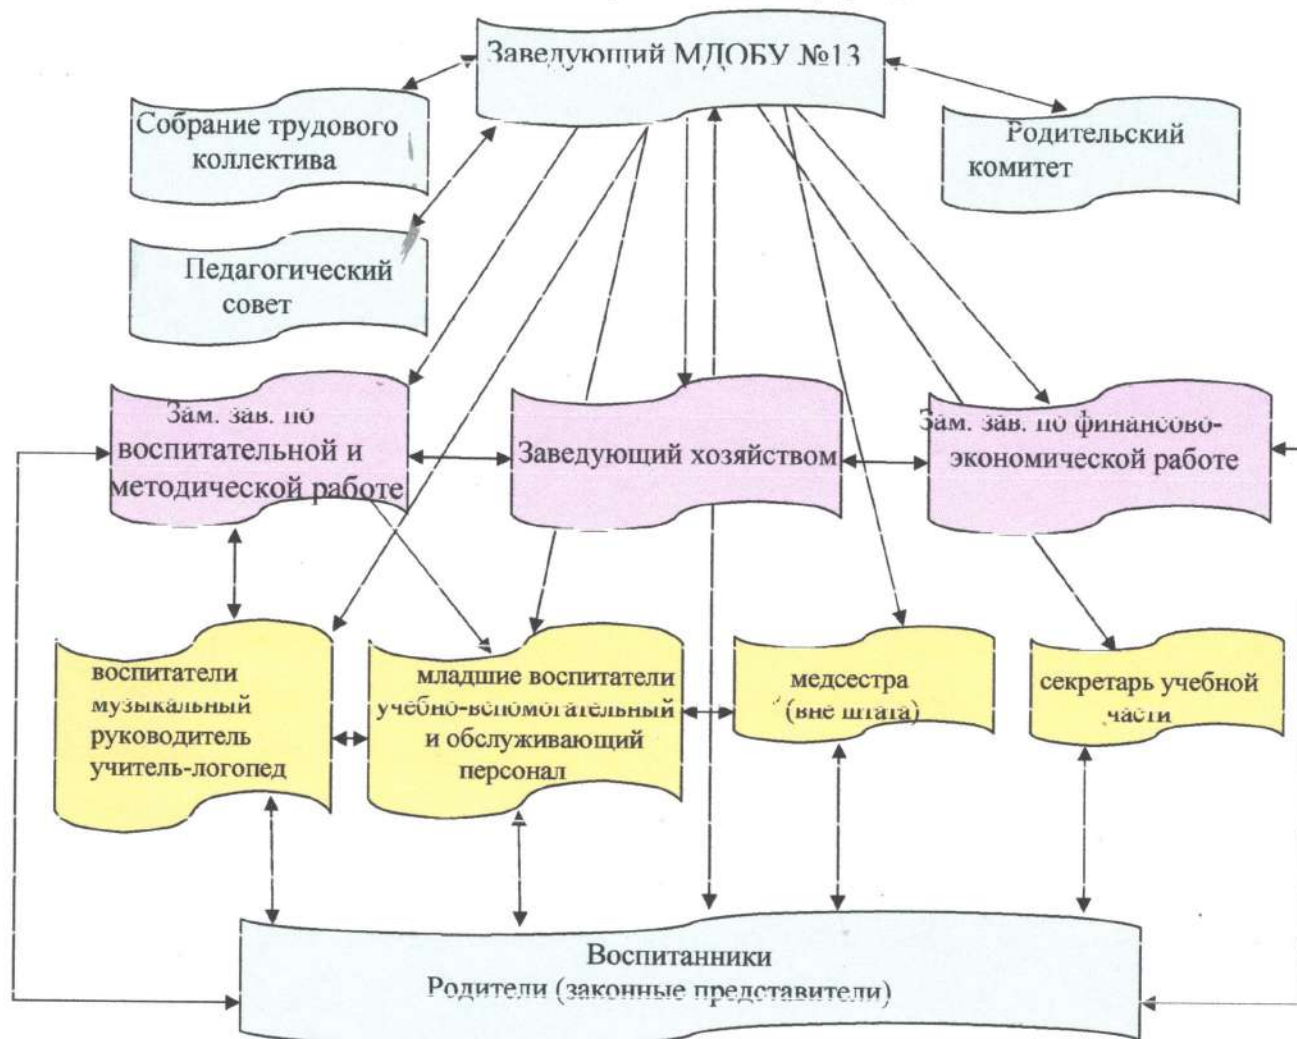 Заведующий МДОБУ №13
Собрание трудового
коллектива
Родительский
комитет
Педагогический
совет
Зам. зав. по
воспитательной и
методической работе
Заведующий хозяйством
Зам. зав. по финансово-
экономической работе
воспитатели
музыкальный
руководитель
учитель-логопед
младшие воспитатели
учебно-вспомогательный
и обслуживающий
персонал
медсестра
(вне штата)
секретарь учебной
части
Воспитанники
Родители (законные представители)